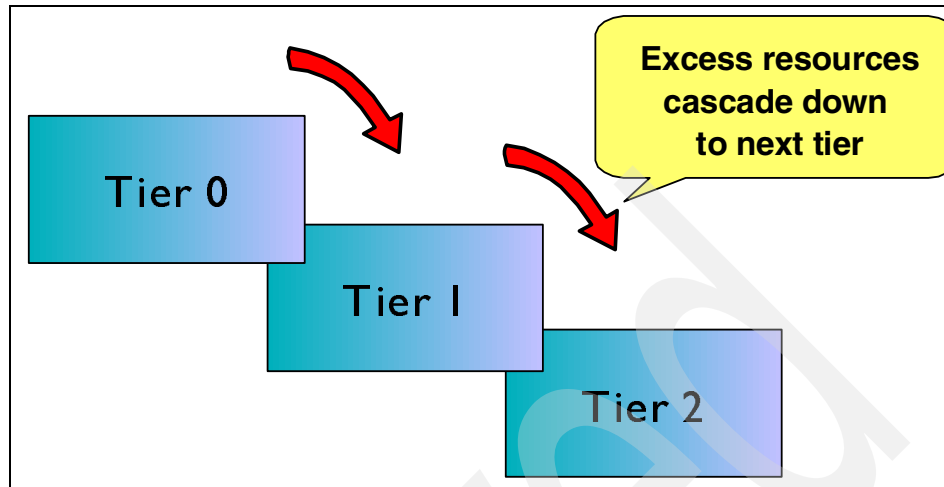 Excess resources
cascade down
to next tier
Tier 0
Tier 1
Tier 2